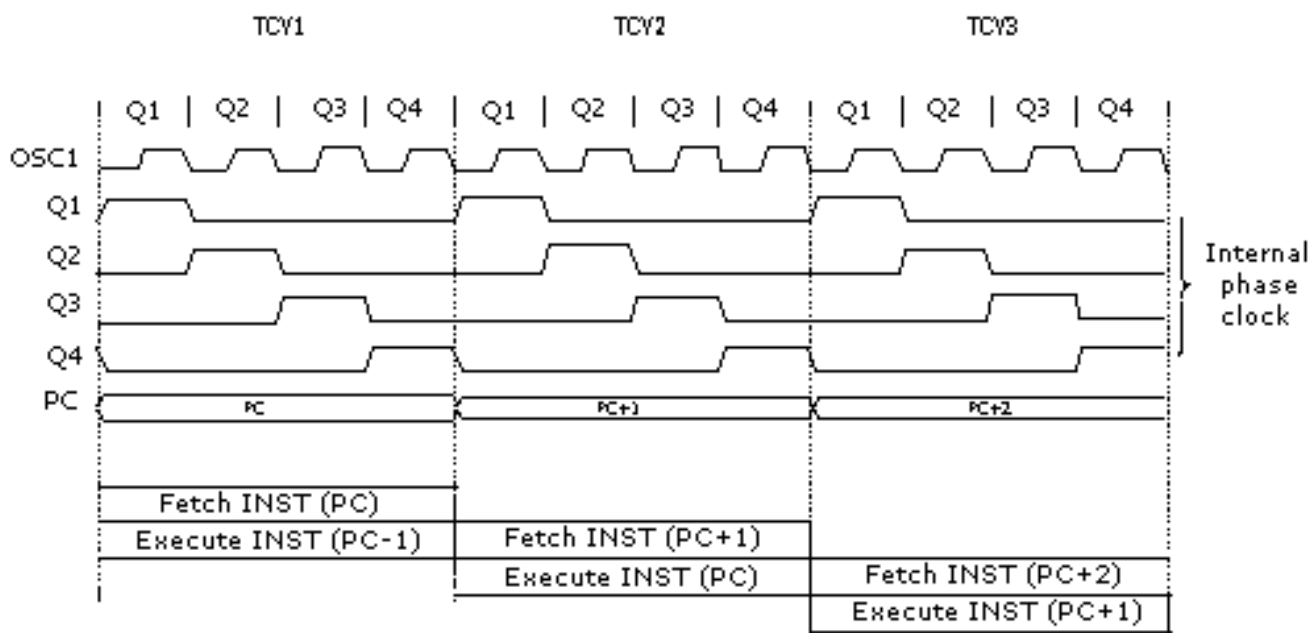 TCY1 TCY2 TCY3
Q1 Q2 Q3 Q4 Q1 Q2 Q3 Q4 Q1 Q2 Q3 Q4
OSC1
Q1
Q2
Internal
phase
clock
Q3
Q4
PC PC PC+1 PC+2
Fetch INST (PC)
Execute INST (PC-1) Fetch INST (PC+1)
Execute INST (PC) Fetch INST (PC+2)
Execute INST (PC+1)